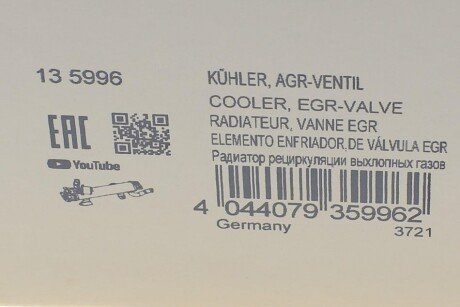 13 5996
KÜHLER, AGR-VENTIL
COOLER, EGR-VALVE
RADIATEUR, VANNE EGR
ELEMENTO ENFRIADOR,DE VÁLVULA EGR
Радиатор рециркуляции выхлопных газов
EAC
YouTube
4 044079 359962
Germany
3721